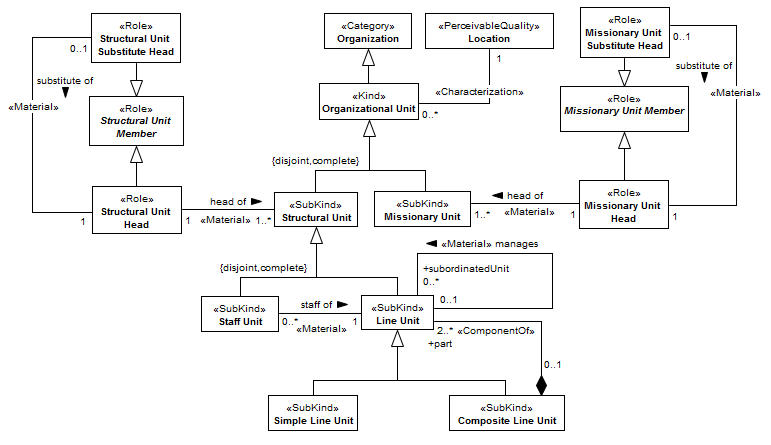 «Role»
Structural Unit
Substitute Head
«Category»
Organization
«PerceivableQuality»
Location
«Role»
Missionary Unit
Substitute Head
0..1
1
0..1
substitute of
«Material»
substitute of
«Material»
«Role»
Structural Unit
Member
«Kind»
Organizational Unit
«Characterization»
0..*
«Role»
Missionary Unit Member
{disjoint,complete}
«Role»
Structural Unit
Head
1
1
head of
«Material»
1..*
«SubKind»
Structural Unit
«SubKind»
Missionary Unit
1..*
head of
«Material»
1
«Role»
Missionary Unit
Head
1
{disjoint,complete}
«Material» manages
+subordinatedUnit
0..*
0..1
«SubKind»
Staff Unit
staff of
0..*
«Material»
1
«SubKind»
Line Unit
2..*
«ComponentOf»
+part
0..1
«SubKind»
Simple Line Unit
«SubKind»
Composite Line Unit